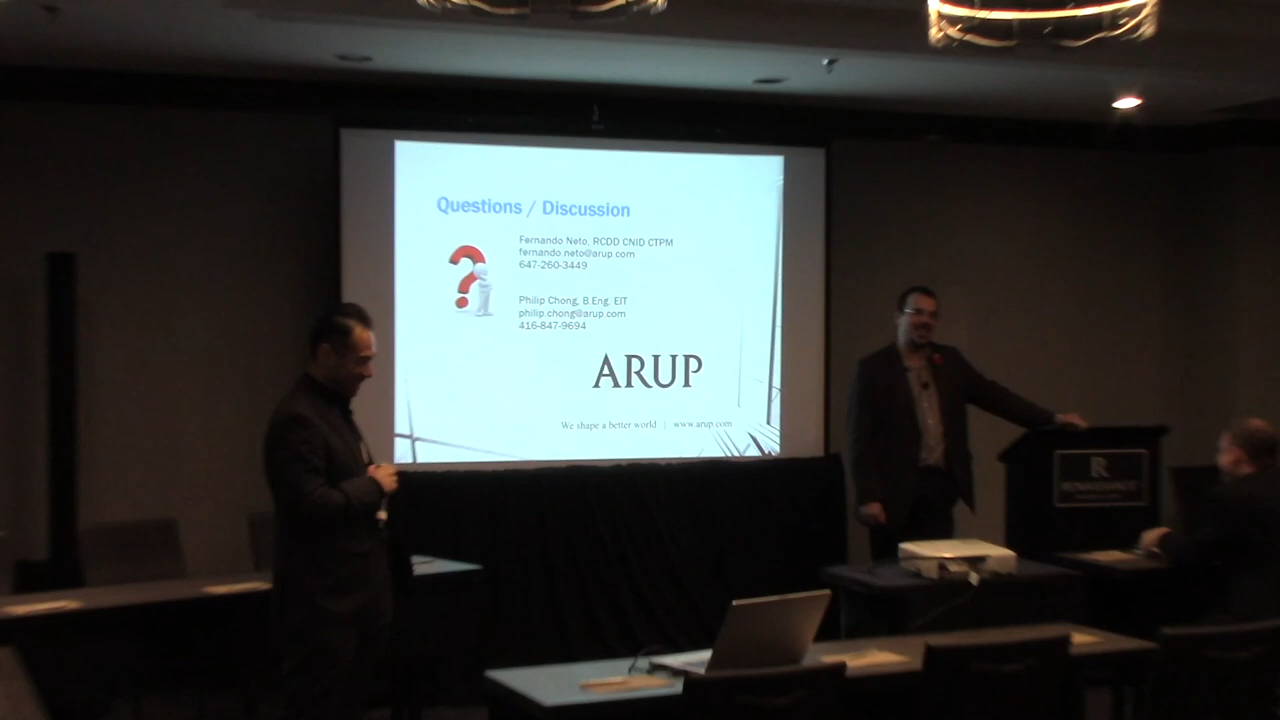 Questions / Discussion
Fernando Neto, RCDD CNID CTPM
fernando.neto@arup.com
647-260-3449
Philip Chong, B.Eng, EIT
philip.chong@arup.com
416-847-9694
ARUP
We shape a better world | www.arup.com
R
RENAISSANCE